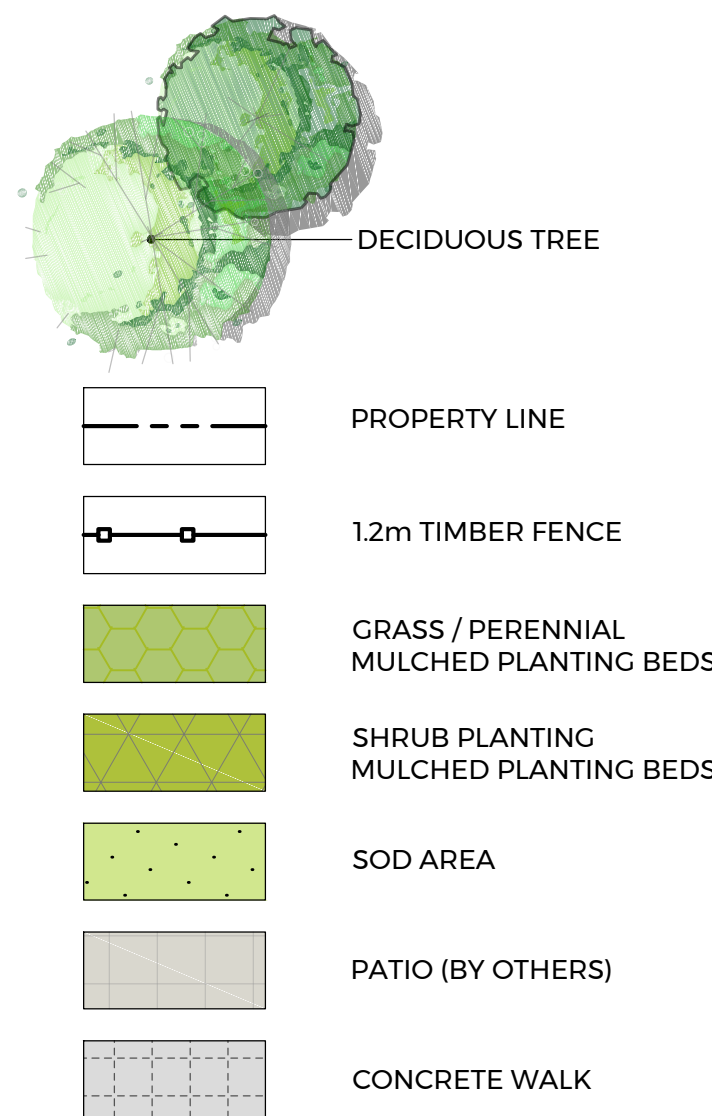 DECIDUOUS TREE
PROPERTY LINE
1.2m TIMBER FENCE
GRASS / PERENNIAL
MULCHED PLANTING BEDS
SHRUB PLANTING
MULCHED PLANTING BEDS
SOD AREA
PATIO (BY OTHERS)
CONCRETE WALK